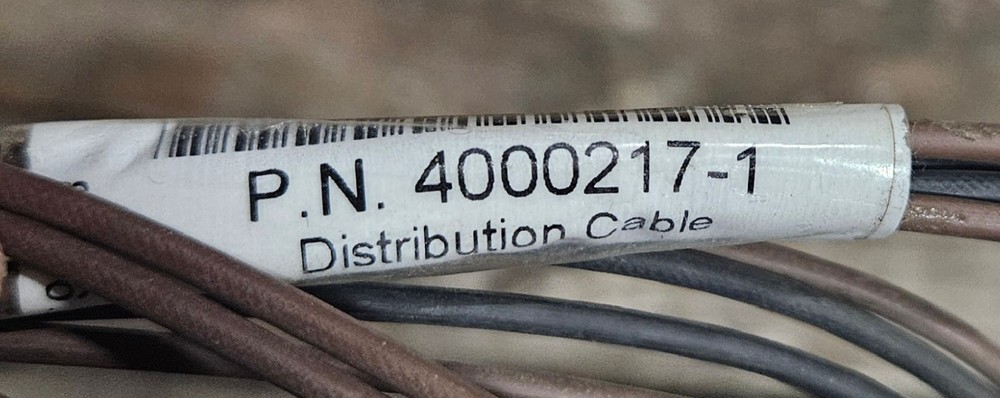 P.N. 4000217-1
Distribution Cable